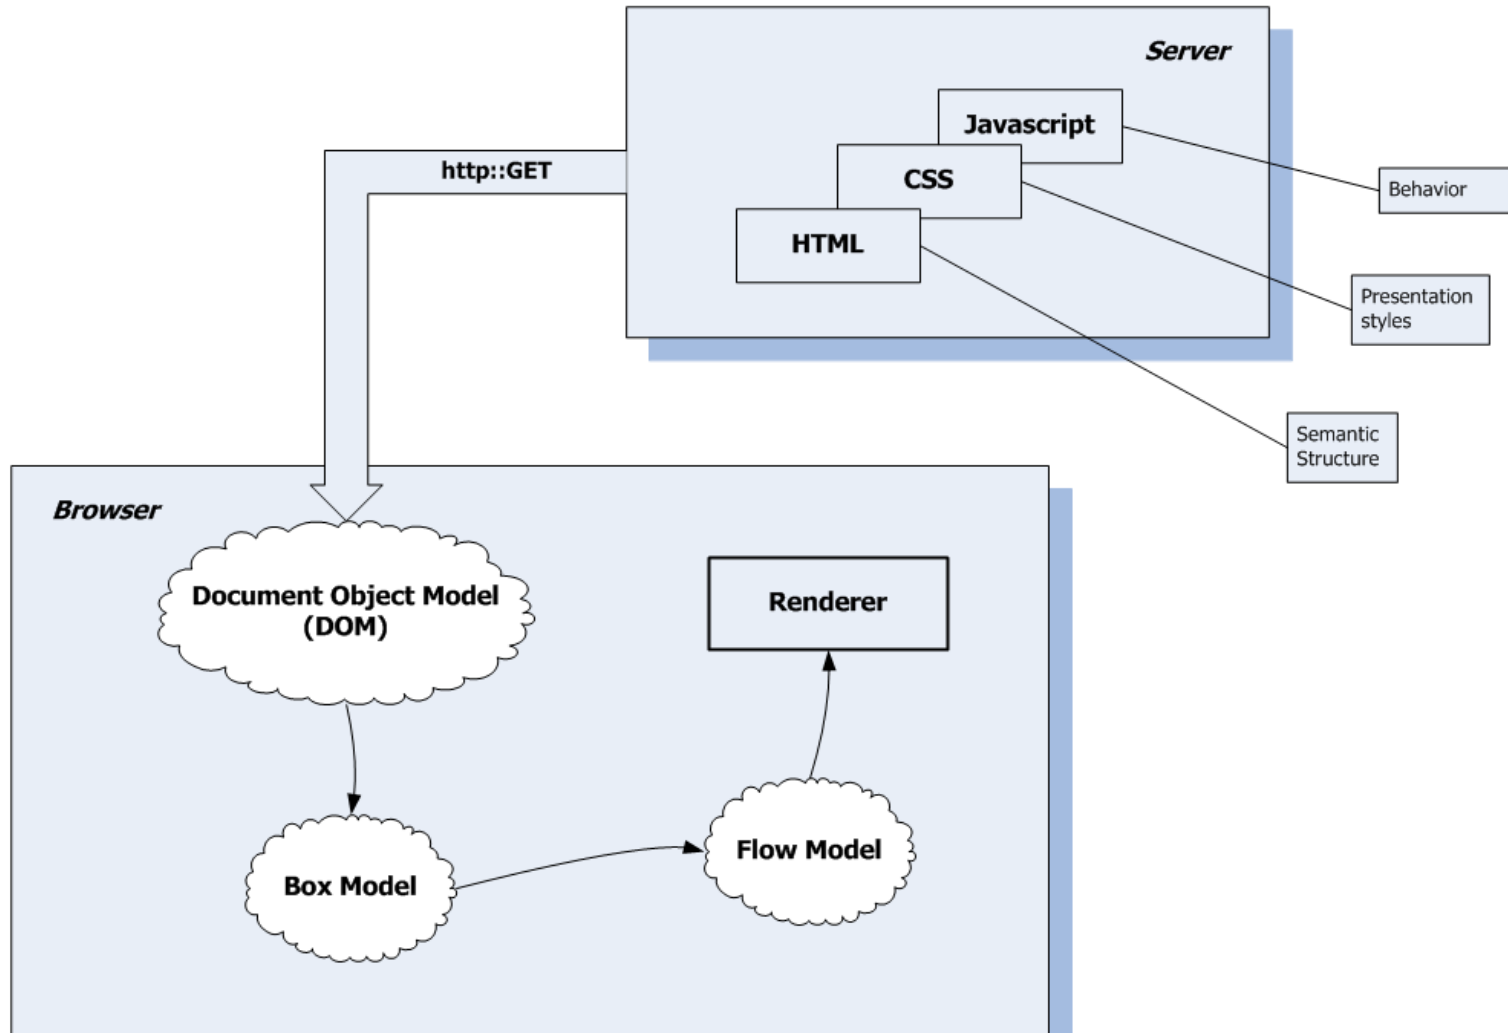 Server
Javascript
http::GET
CSS
Behavior
HTML
Presentation
styles
Semantic
Structure
Browser
Document Object Model
(DOM)
Renderer
Flow Model
Box Model